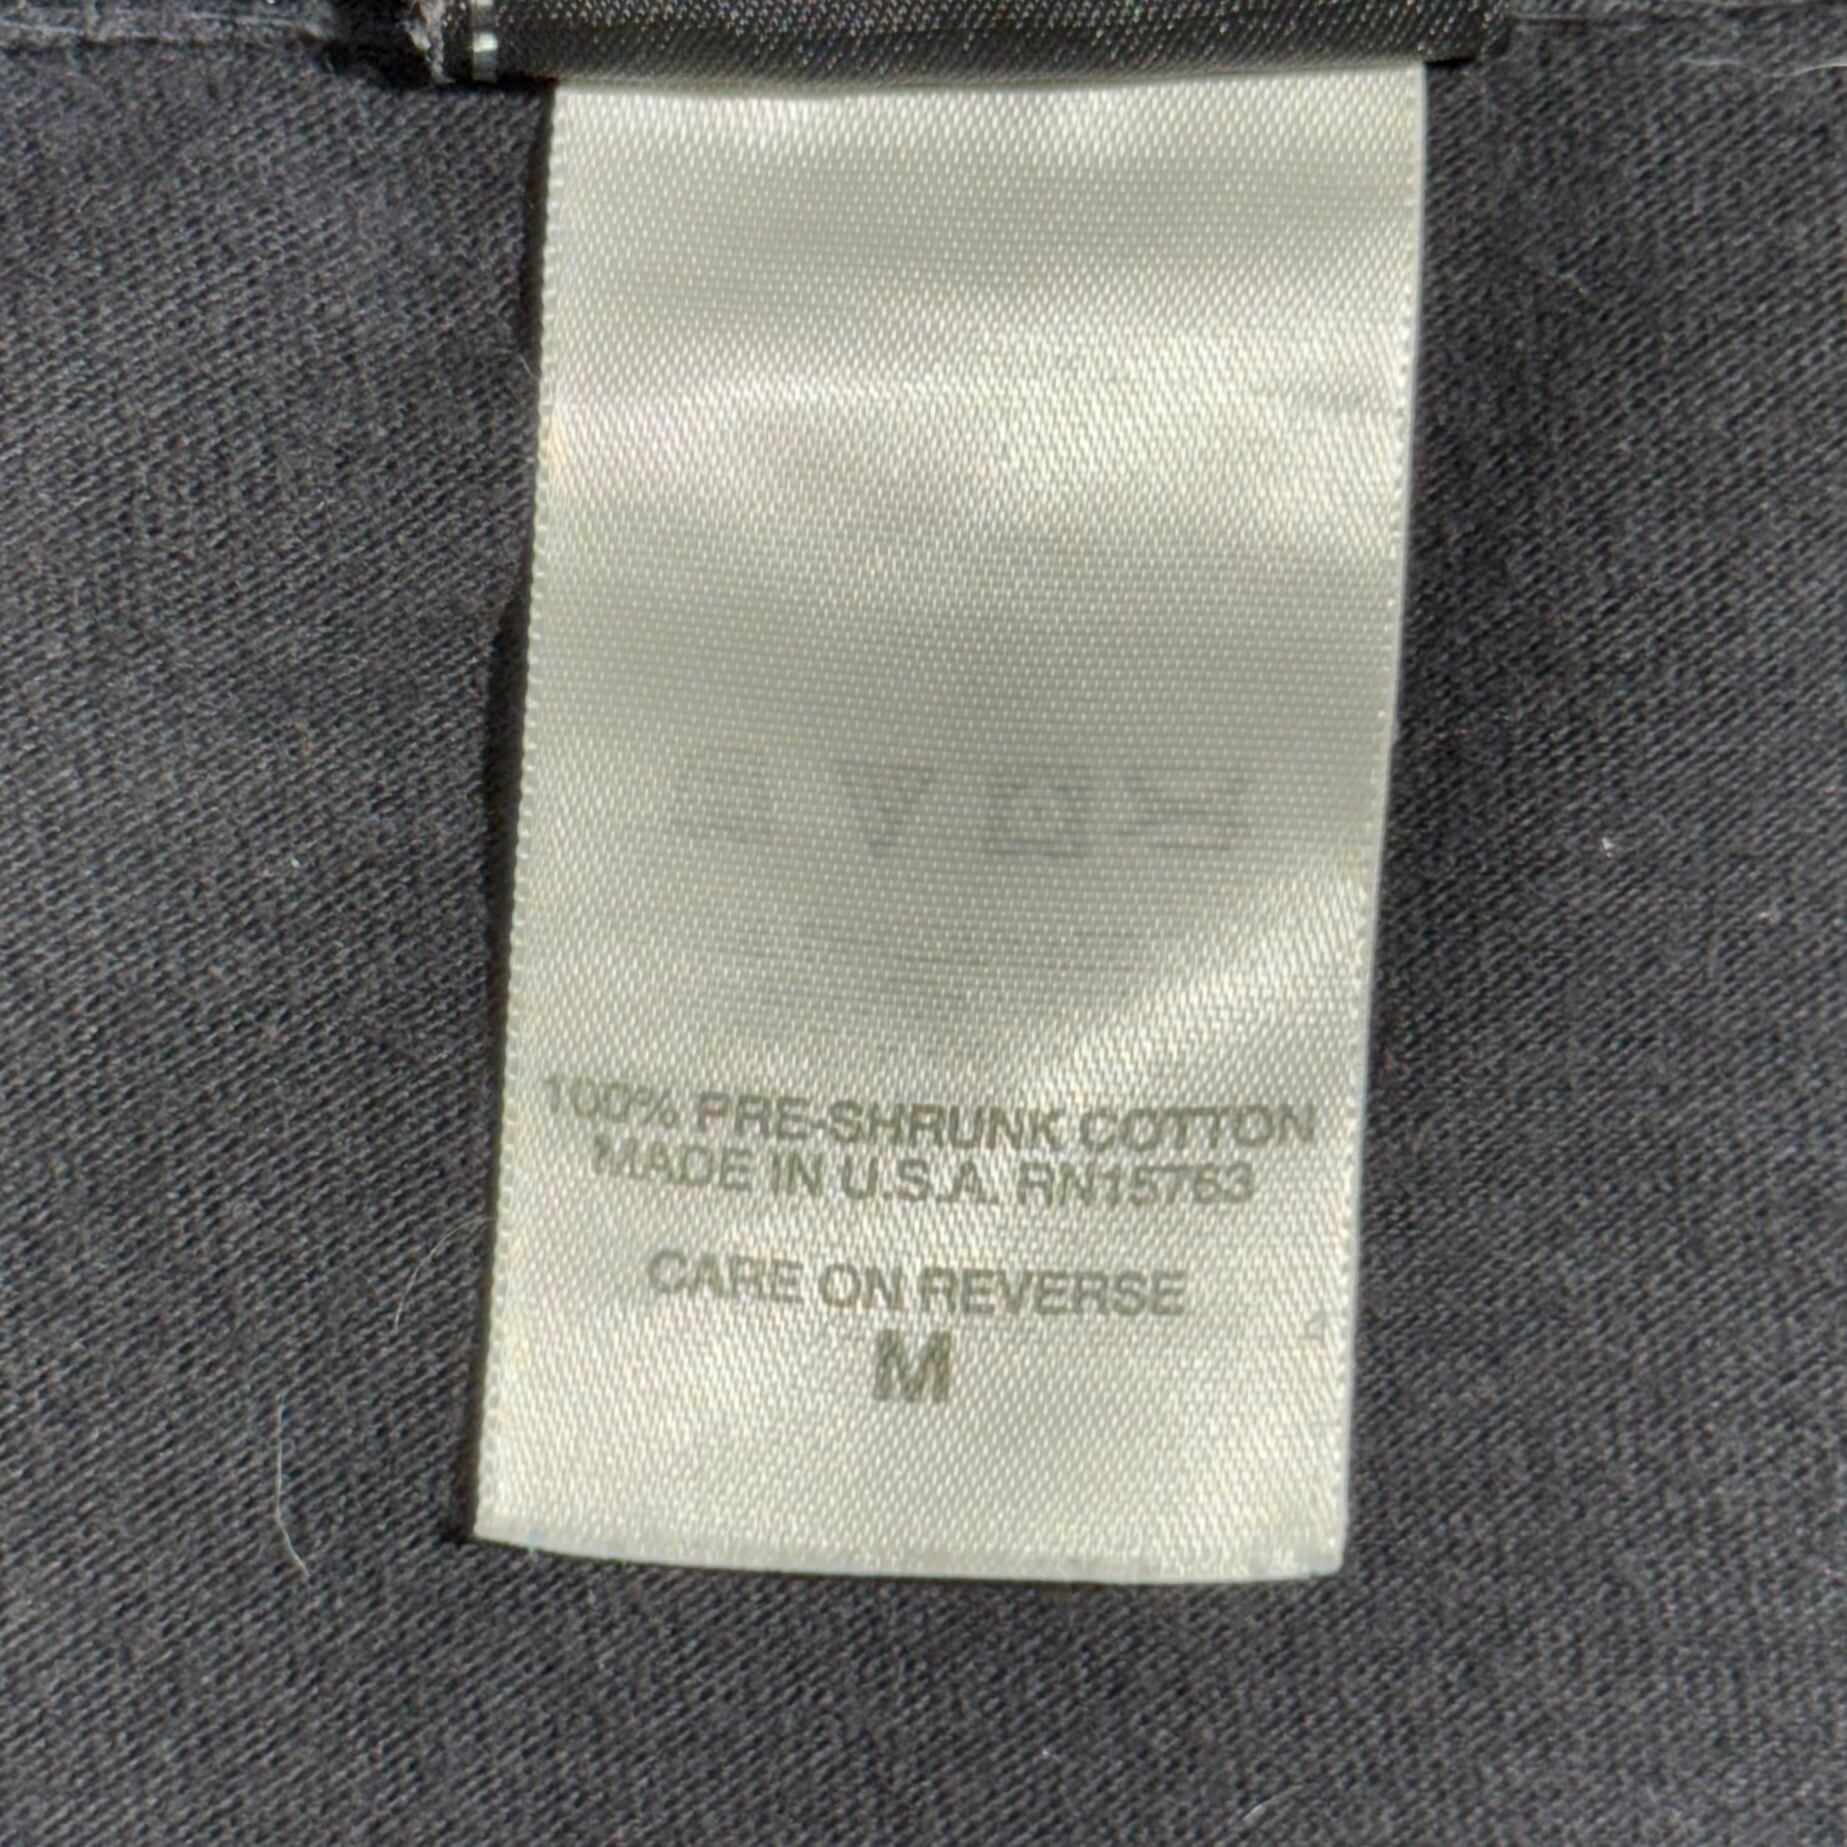 100% PRE-SHRUNK COTTON
MADE IN U.S.A. RN15763
CARE ON REVERSE
M